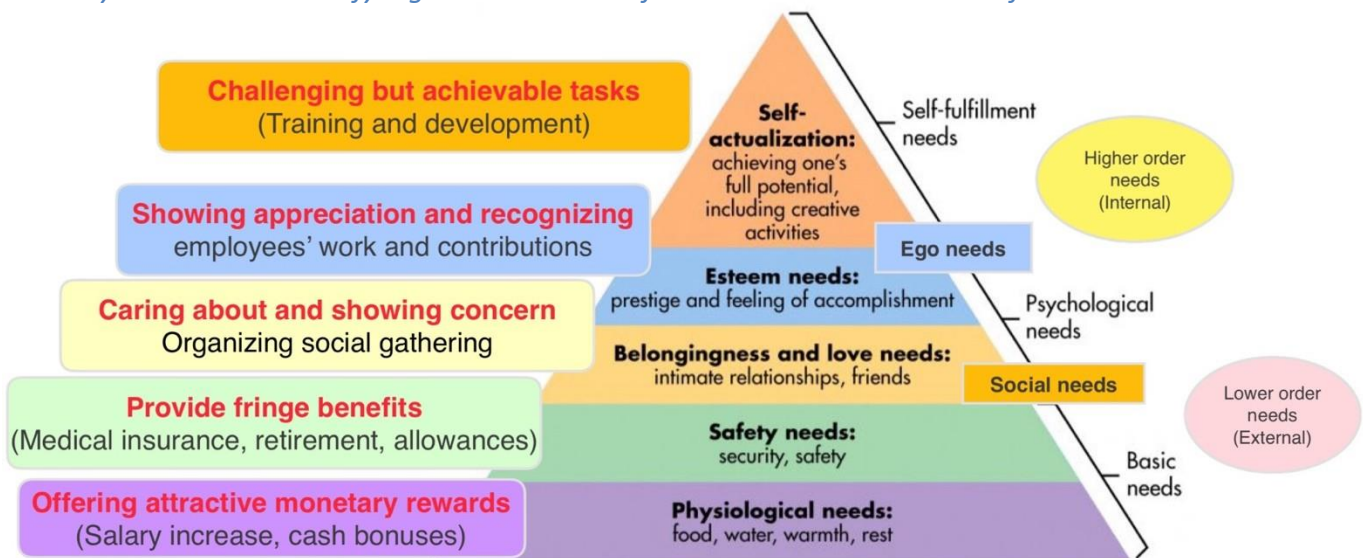 Challenging but achievable tasks
(Training and development)
Self-
actualization:
achieving one's
full potential,
including creative
activities
Self-fulfillment
needs
Higher order
needs
(Internal)
Showing appreciation and recognizing
employees' work and contributions
Esteem needs:
prestige and feeling of accomplishment
Ego needs
Psychological
needs
Caring about and showing concern
Organizing social gathering
Belongingness and love needs:
intimate relationships, friends
Social needs
Lower order
needs
(External)
Provide fringe benefits
(Medical insurance, retirement, allowances)
Safety needs:
security, safety
Basic
needs
Offering attractive monetary rewards
(Salary increase, cash bonuses)
Physiological needs:
food, water, warmth, rest